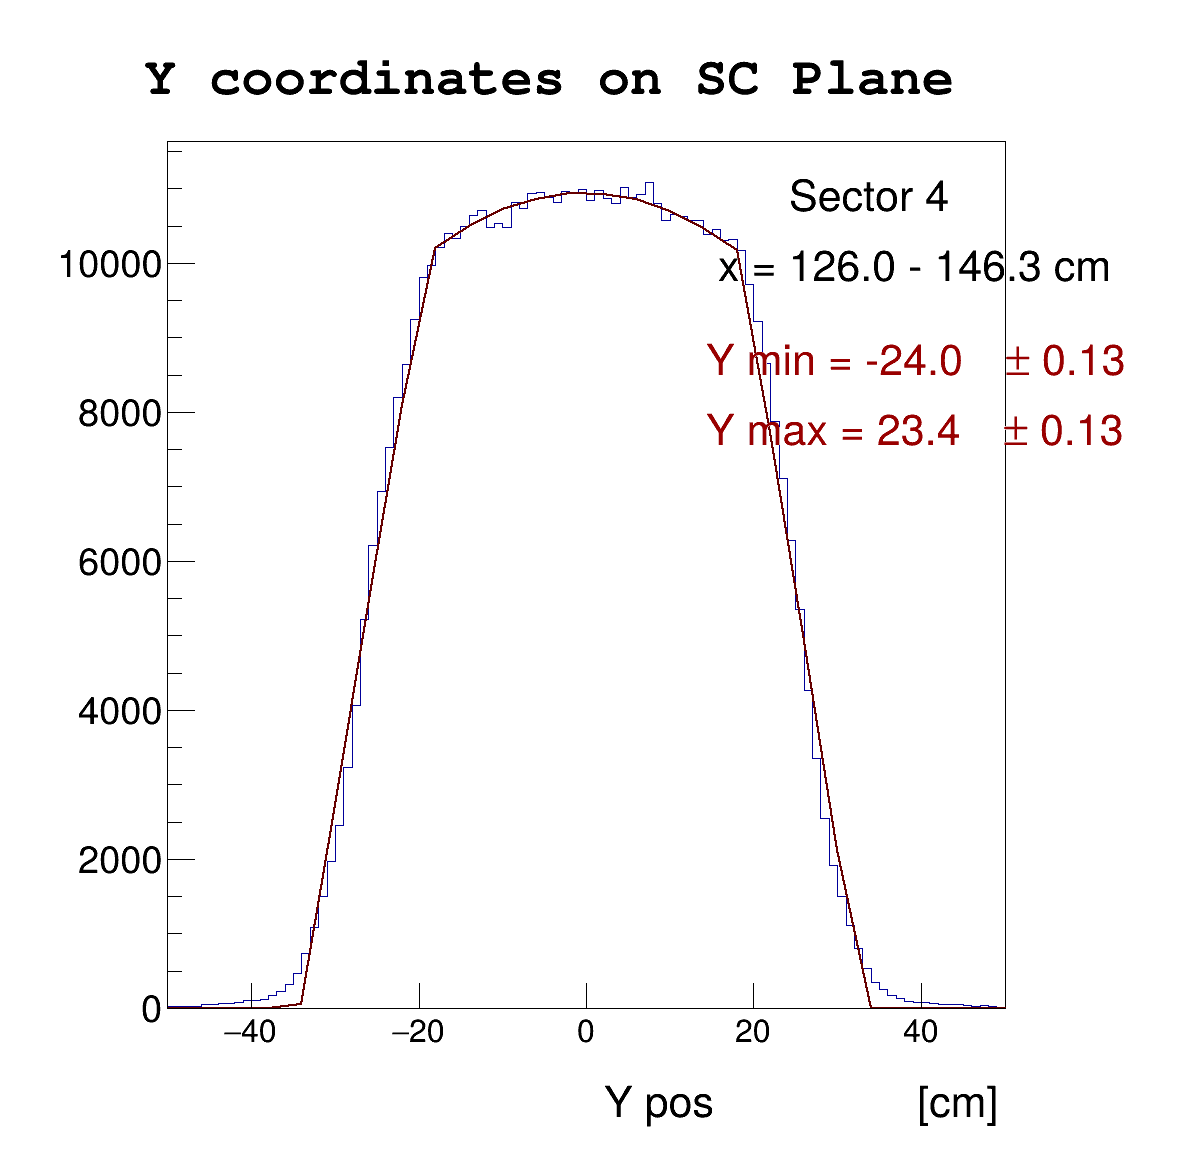 Y coordinates on SC Plane
Sector 4
x = 126.0 - 146.3 cm
Y min = -24.0 ± 0.13
Y max = 23.4 ± 0.13
10000
8000
6000
4000
2000
0
−40 −20 0 20 40
Y pos [cm]